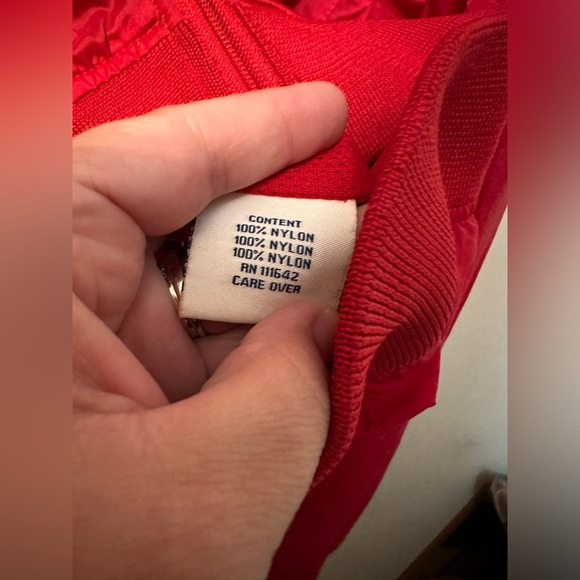 CONTENT
100% NYLON
100% NYLON
100% NYLON
RN 111642
CARE OVER